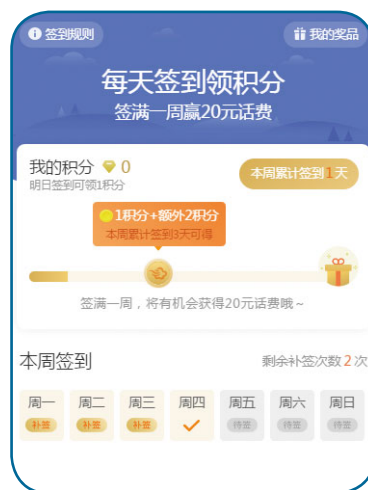 签到规则
我的奖品
每天签到领积分
签满一周赢20元话费
我的积分 0
明日签到可领1积分
本周累计签到1天
1积分+额外2积分
本周累计签到3天可得
签满一周，将有机会获得20元话费哦～
本周签到
剩余补签次数 2 次
周一 周二 周三 周四 周五 周六 周日
补签 补签 补签 待签 待签 待签